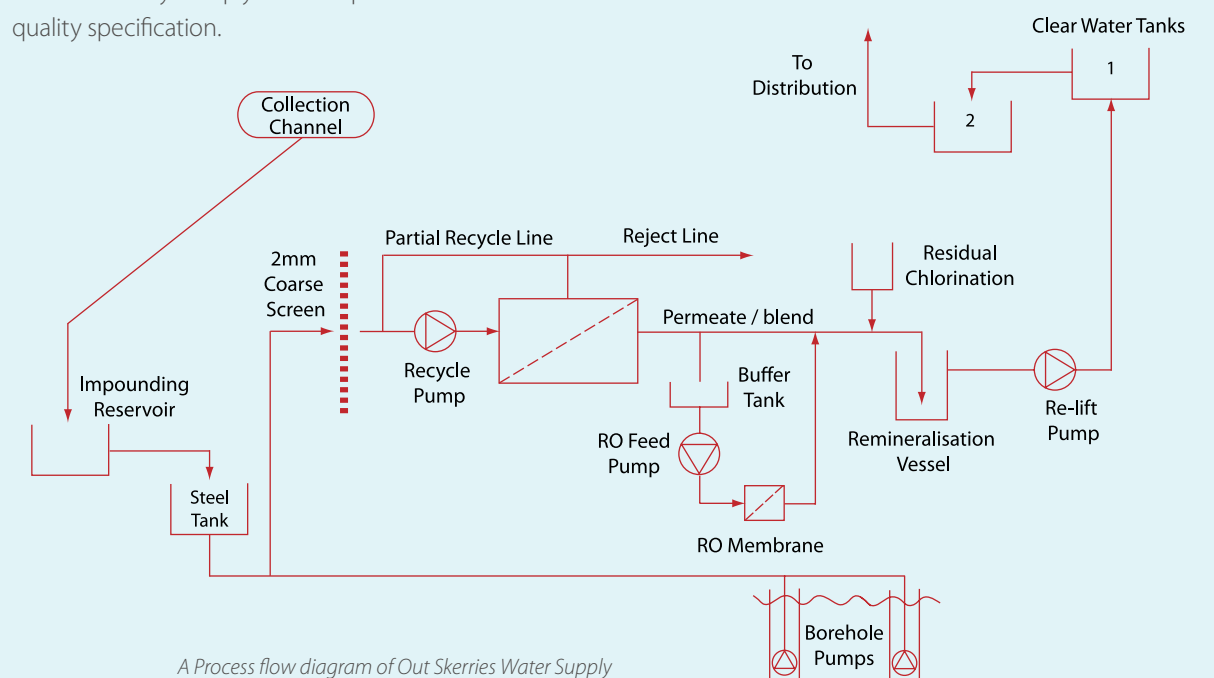 quality specification.
Clear Water Tanks
1
To
Distribution
2
Collection
Channel
Partial Recycle Line
Reject Line
2mm
Coarse
Screen
Residual
Chlorination
Permeate / blend
Recycle
Pump
Buffer
Tank
Impounding
Reservoir
RO Feed
Pump
Remineralisation
Vessel
Re-lift
Pump
Steel
Tank
RO Membrane
Borehole
Pumps
A Process flow diagram of Out Skerries Water Supply